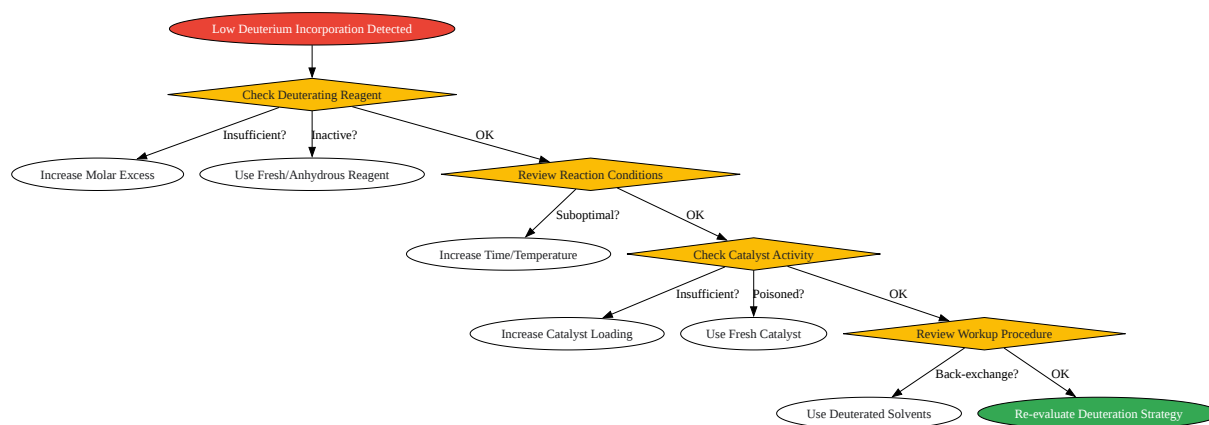 Low Deuterium Incorporation Detected
Check Deuterating Reagent
Insufficient?
Inactive?
OK
Increase Molar Excess
Use Fresh/Anhydrous Reagent
Review Reaction Conditions
Suboptimal?
OK
Increase Time/Temperature
Check Catalyst Activity
Insufficient?
Poisoned?
OK
Increase Catalyst Loading
Use Fresh Catalyst
Review Workup Procedure
Back-exchange?
OK
Use Deuterated Solvents
Re-evaluate Deuteration Strategy